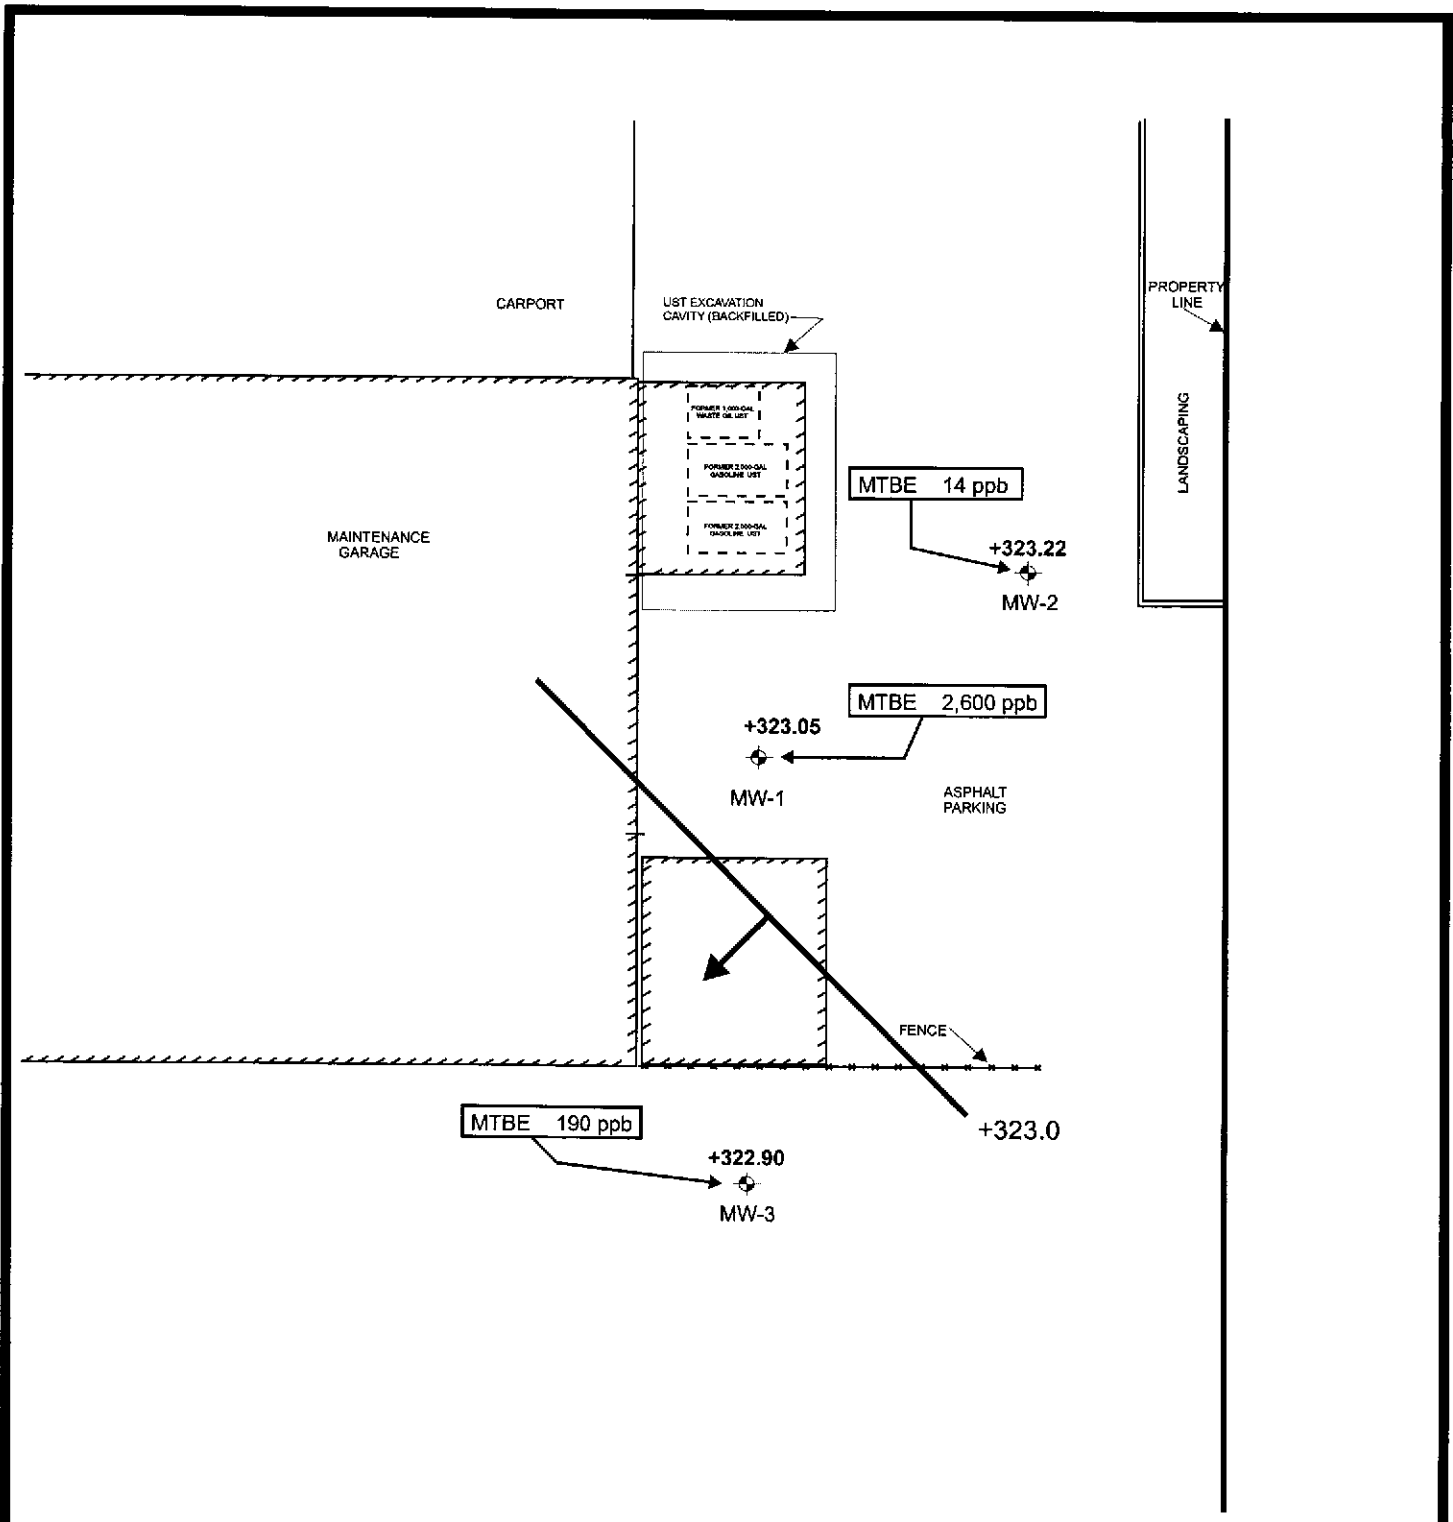 CARPORT
UST EXCAVATION
CAVITY (BACKFILLED)
PROPERTY
LINE
FORMER 1,000-GAL
WASTE OIL UST
FORMER 2,000-GAL
GASOLINE UST
FORMER 2,000-GAL
GASOLINE UST
LANDSCAPING
MTBE 14 ppb
MAINTENANCE
GARAGE
+323.22
MW-2
MTBE 2,600 ppb
+323.05
MW-1
ASPHALT
PARKING
FENCE
MTBE 190 ppb
+323.0
+322.90
MW-3